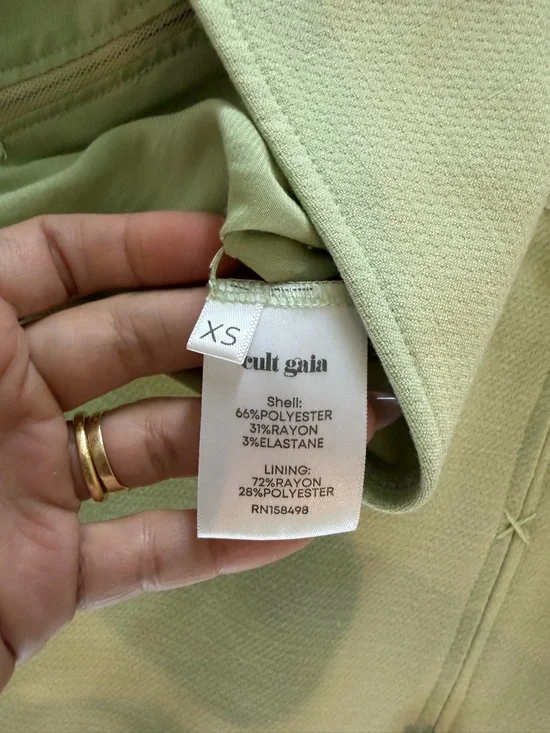 XS
cult gaia
Shell:
66%POLYESTER
31%RAYON
3%ELASTANE
LINING:
72%RAYON
28%POLYESTER
RN158498